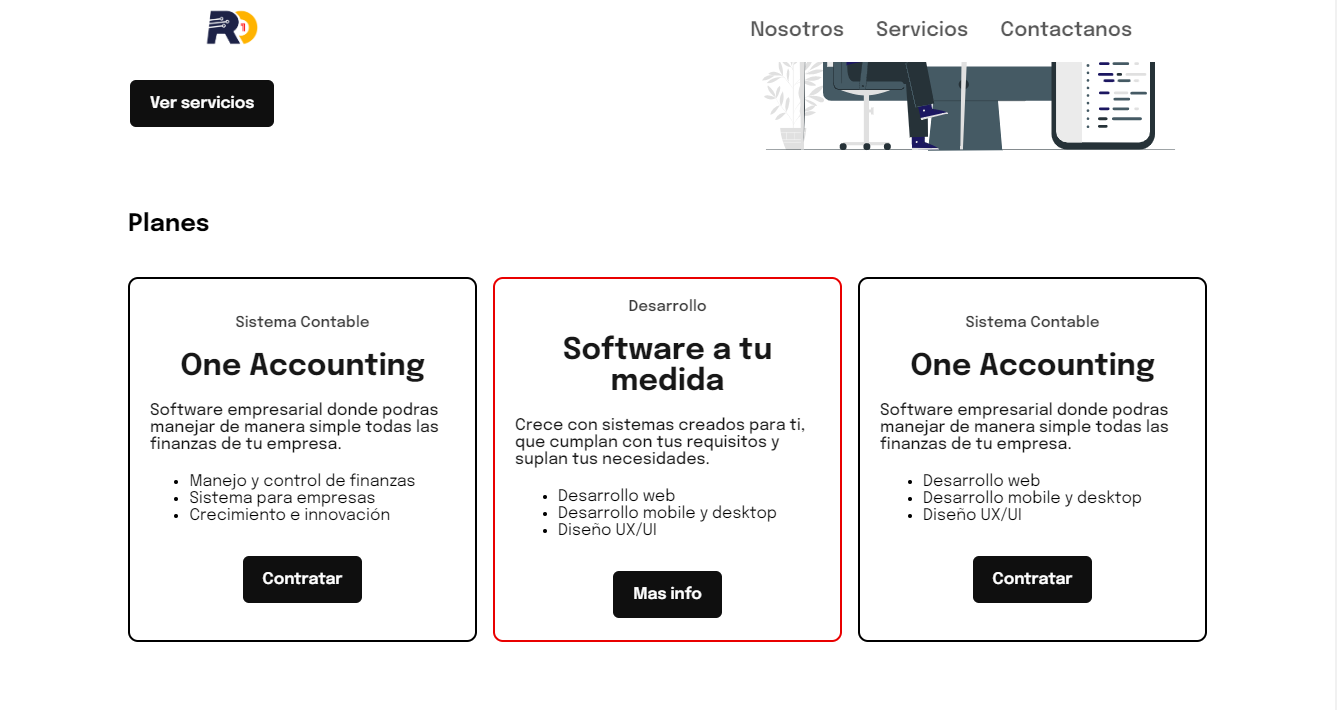 R 1
Nosotros Servicios Contactanos
Ver servicios
Planes
Sistema Contable
One Accounting
Software empresarial donde podras
manejar de manera simple todas las
finanzas de tu empresa.
• Manejo y control de finanzas
• Sistema para empresas
• Crecimiento e innovación
Contratar
Desarrollo
Software a tu
medida
Crece con sistemas creados para ti,
que cumplan con tus requisitos y
suplan tus necesidades.
• Desarrollo web
• Desarrollo mobile y desktop
• Diseño UX/UI
Mas info
Sistema Contable
One Accounting
Software empresarial donde podras
manejar de manera simple todas las
finanzas de tu empresa.
• Desarrollo web
• Desarrollo mobile y desktop
• Diseño UX/UI
Contratar